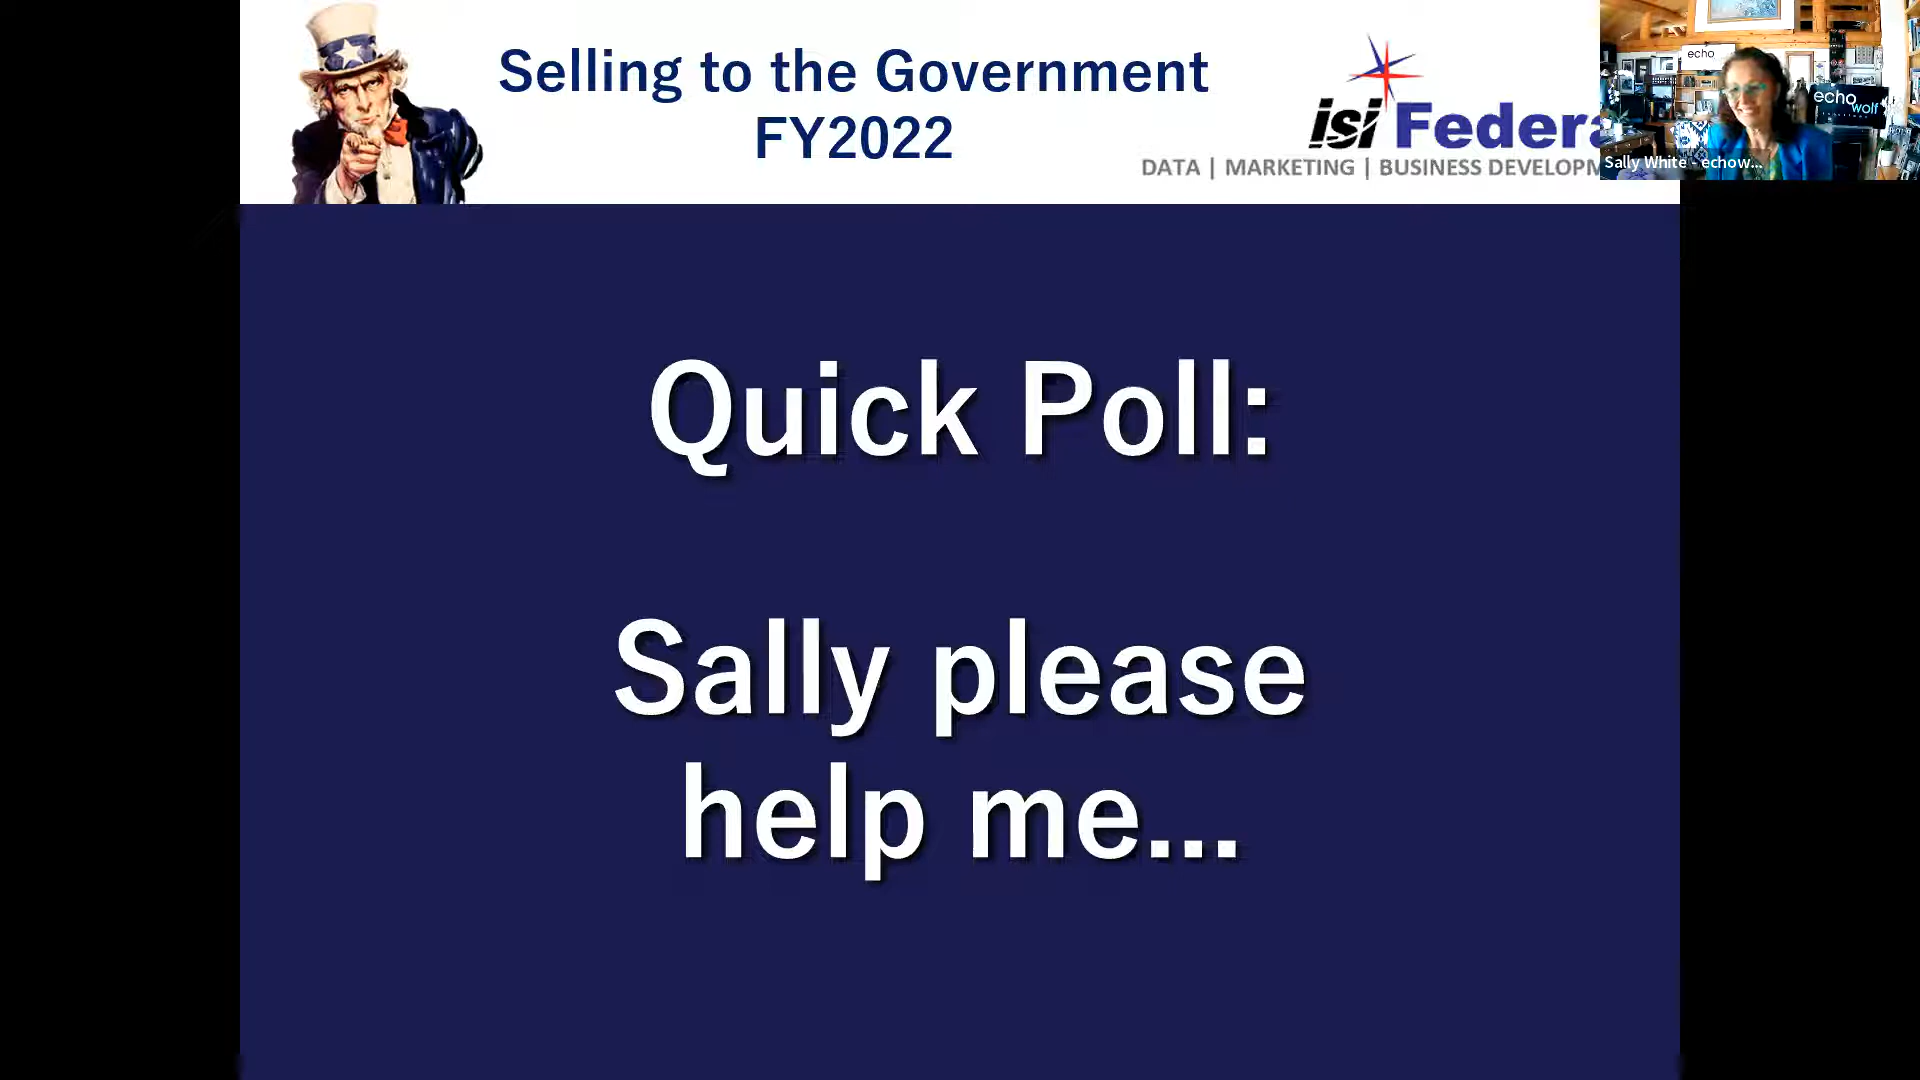 Selling to the Government
FY2022
isi Federa
DATA | MARKETING | BUSINESS DEVELOPM
echo
echo
wolf
Sally White - echow...
Quick Poll:
Sally please
help me...